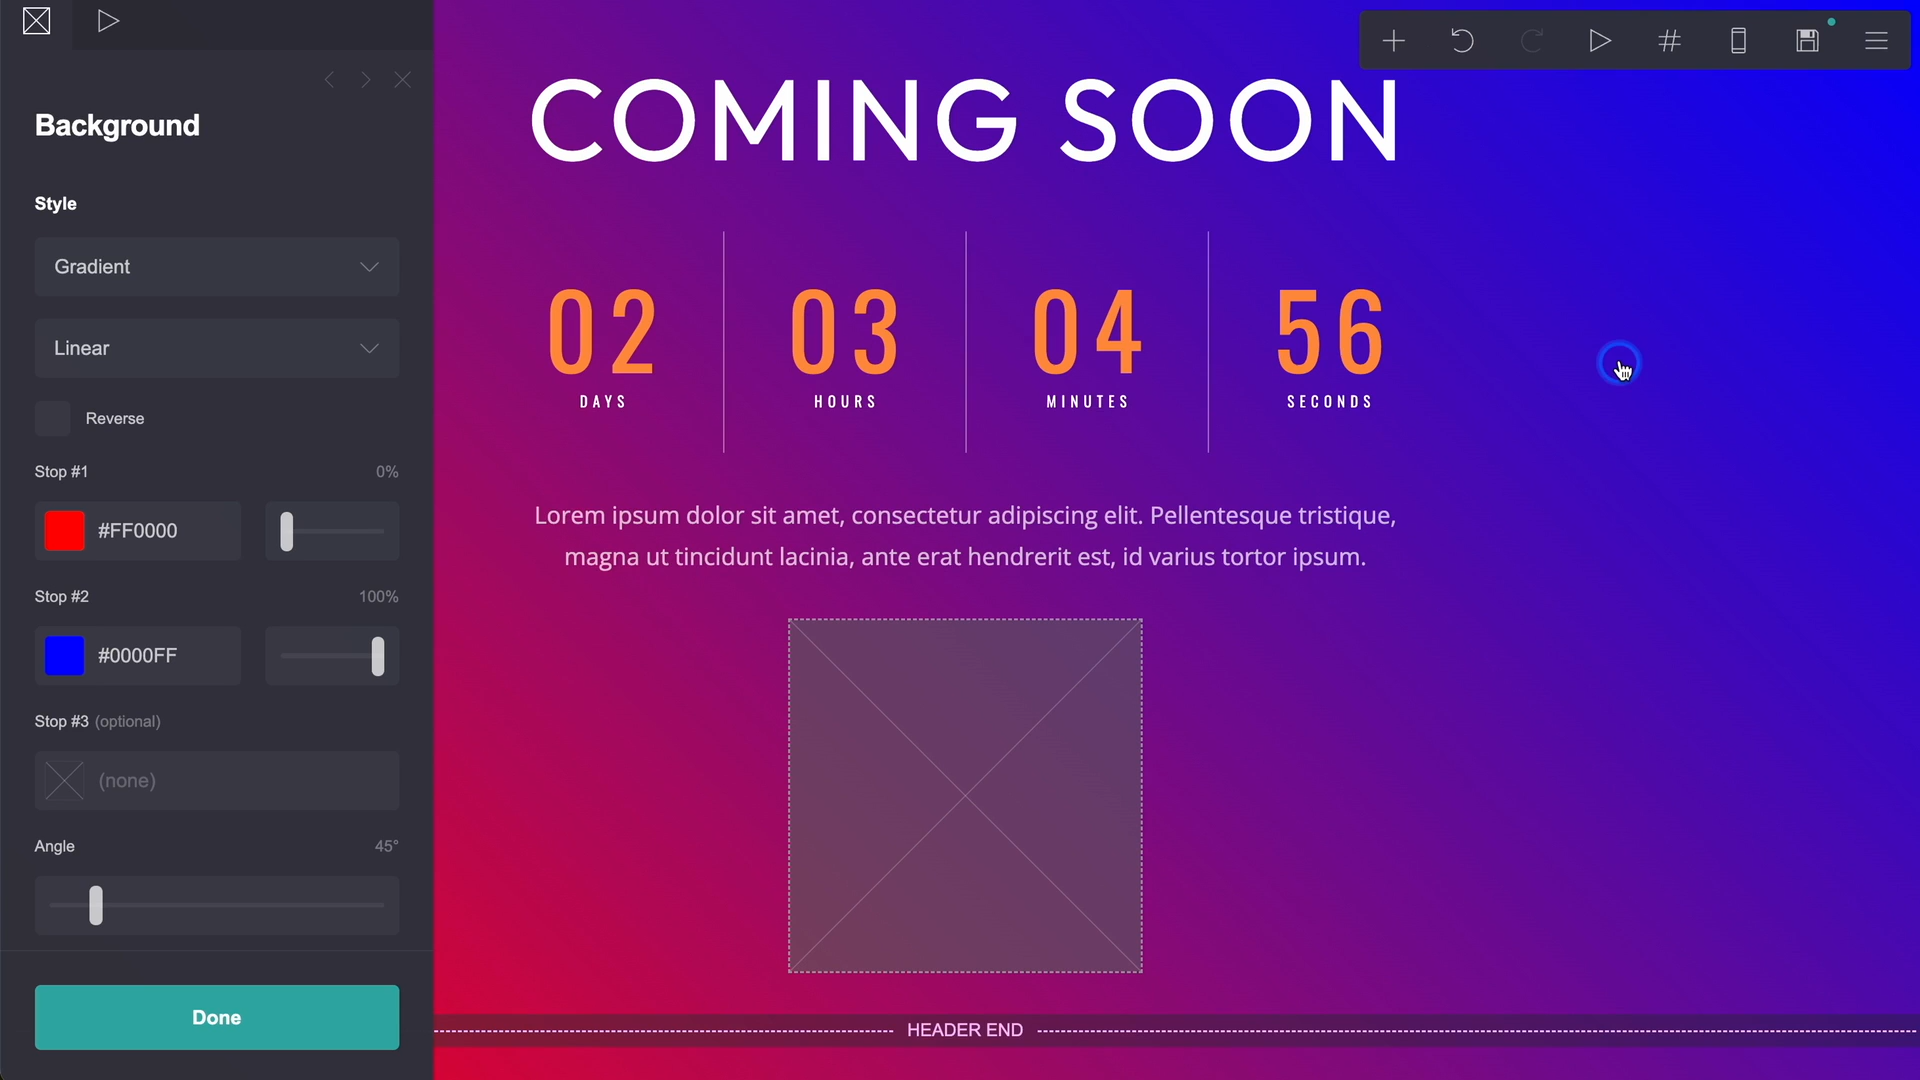 Background
Style
Gradient
Linear
Reverse
Stop #1 0%
#FF0000
Stop #2 100%
#0000FF
Stop #3 (optional)
(none)
Angle 45°
Done
COMING SOON
02 03 04 56
DAYS HOURS MINUTES SECONDS
Lorem ipsum dolor sit amet, consectetur adipiscing elit. Pellentesque tristique,
magna ut tincidunt lacinia, ante erat hendrerit est, id varius tortor ipsum.
HEADER END